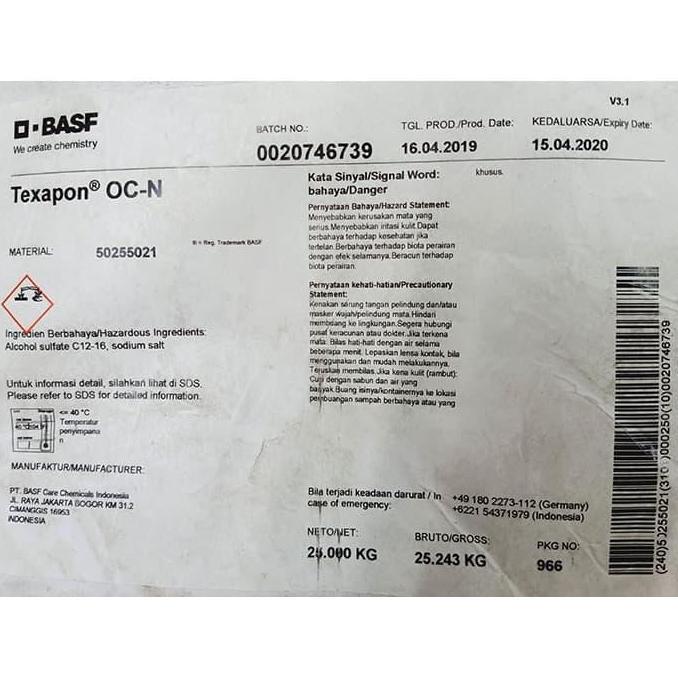 V3.1
BASF
We create chemistry
BATCH NO.:
0020746739
TGL. PROD./Prod. Date:
16.04.2019
KEDALUARSA/Expiry Date:
15.04.2020
Texapon® OC-N
® = Reg. Trademark BASF
MATERIAL:
50255021
Ingredien Berbahaya/Hazardous Ingredients:
Alcohol sulfate C12-16, sodium salt
Untuk informasi detail, silahkan lihat di SDS.
Please refer to SDS for detailed information.
<= 40 °C
Temperatur
penyimpana
n
MANUFAKTUR/MANUFACTURER:
PT. BASF Care Chemicals Indonesia
JL. RAYA JAKARTA BOGOR KM 31.2
CIMANGGIS 16953
INDONESIA
Kata Sinyal/Signal Word:
bahaya/Danger
khusus.
Pernyataan Bahaya/Hazard Statement:
Menyebabkan kerusakan mata yang
serius.Menyebabkan iritasi kulit.Dapat
berbahaya terhadap kesehatan jika
tertelan.Berbahaya terhadap biota perairan
dengan efek selamanya.Beracun terhadap
biota perairan.
Pernyataan kehati-hatian/Precautionary
Statement:
Kenakan sarung tangan pelindung dan/atau
masker wajah/pelindung mata.Hindari
membuang ke lingkungan.Segera hubungi
pusat keracunan atau dokter.Jika terkena
mata: Bilas hati-hati dengan air selama
beberapa menit. Lepaskan lensa kontak, bila
menggunakan dan mudah melakukannya.
Teruskan membilas.Jika kena kulit (rambut):
Cuci dengan sabun dan air yang
banyak.Buang isinya/kontainernya ke lokasi
pembuangan sampah berbahaya atau yang
Bila terjadi keadaan darurat / In
case of emergency:
+49 180 2273-112 (Germany)
+6221 54371979 (Indonesia)
NETO/NET:
25.000 KG
BRUTO/GROSS:
25.243 KG
PKG NO:
966